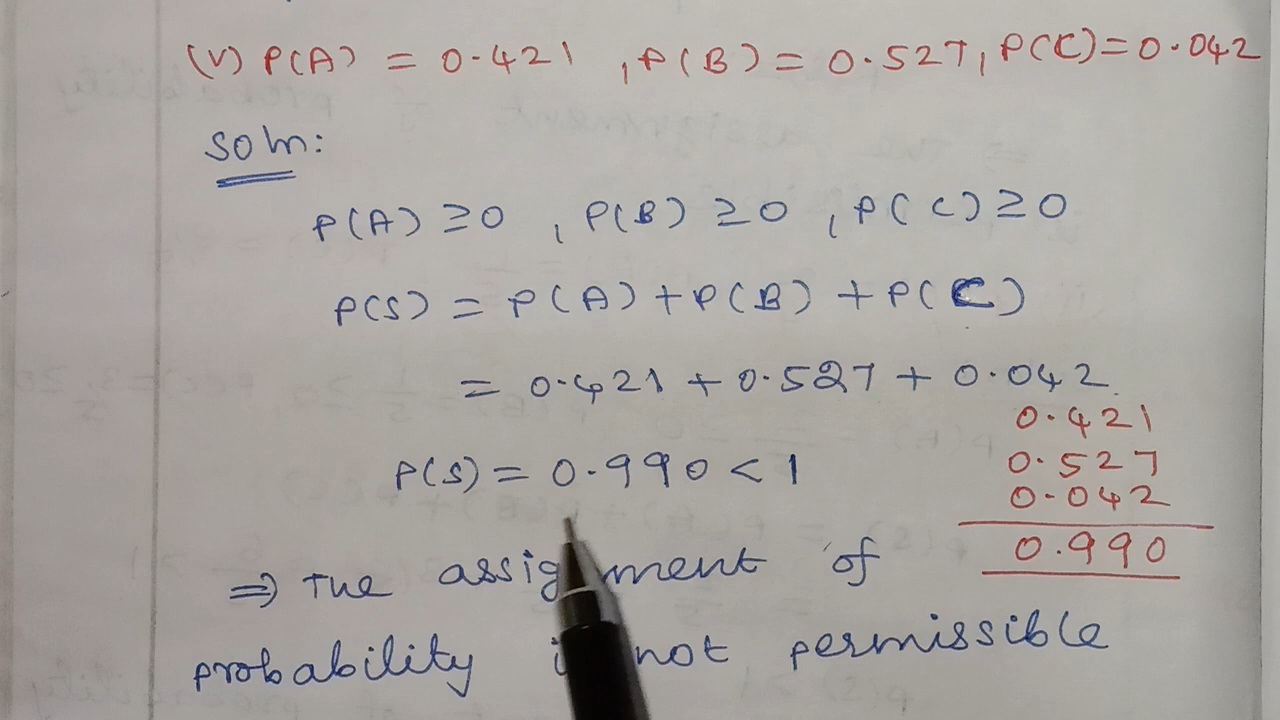 (V) P(A) = 0.421 , P(B) = 0.527, P(C) = 0.042
Soln:
P(A) ≥ 0 , P(B) ≥ 0 , P(C) ≥ 0
P(S) = P(A) + P(B) + P(C)
= 0.421 + 0.527 + 0.042
0.421
0.527
P(S) = 0.990 < 1
0.042
0.990
⇒ The assignment of
probability is not permissible